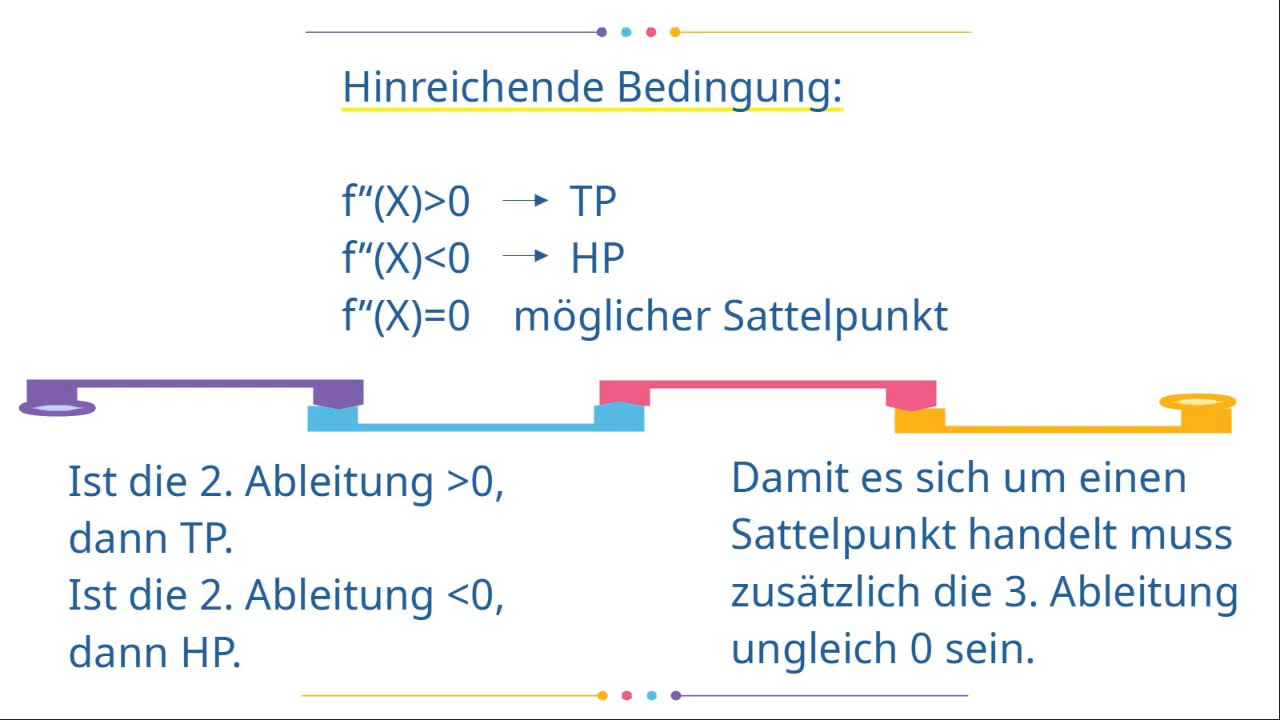 Hinreichende Bedingung:
f“(X)>0 → TP
f“(X)<0 → HP
f“(X)=0 möglicher Sattelpunkt
Ist die 2. Ableitung >0,
dann TP.
Ist die 2. Ableitung <0,
dann HP.
Damit es sich um einen
Sattelpunkt handelt muss
zusätzlich die 3. Ableitung
ungleich 0 sein.